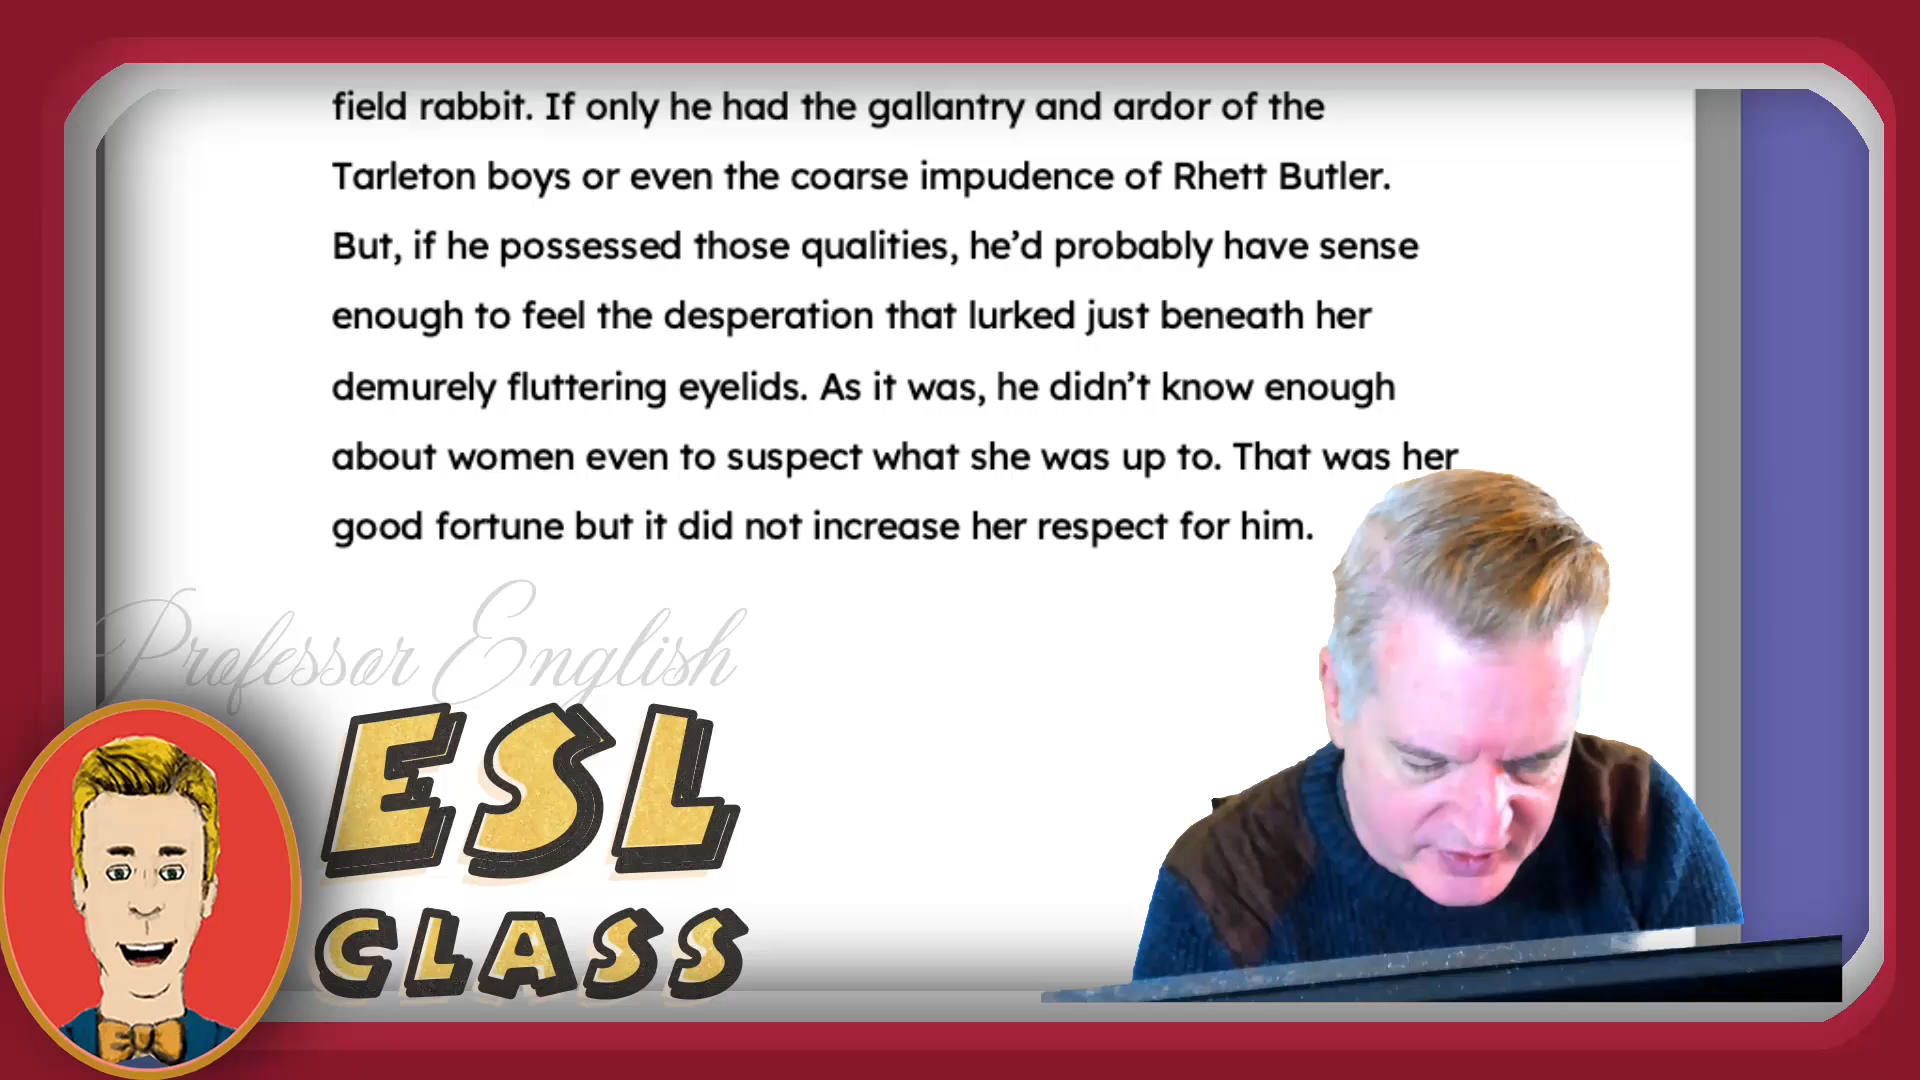 field rabbit. If only he had the gallantry and ardor of the
Tarleton boys or even the coarse impudence of Rhett Butler.
But, if he possessed those qualities, he’d probably have sense
enough to feel the desperation that lurked just beneath her
demurely fluttering eyelids. As it was, he didn’t know enough
about women even to suspect what she was up to. That was her
good fortune but it did not increase her respect for him.
Professor English
ESL
CLASS